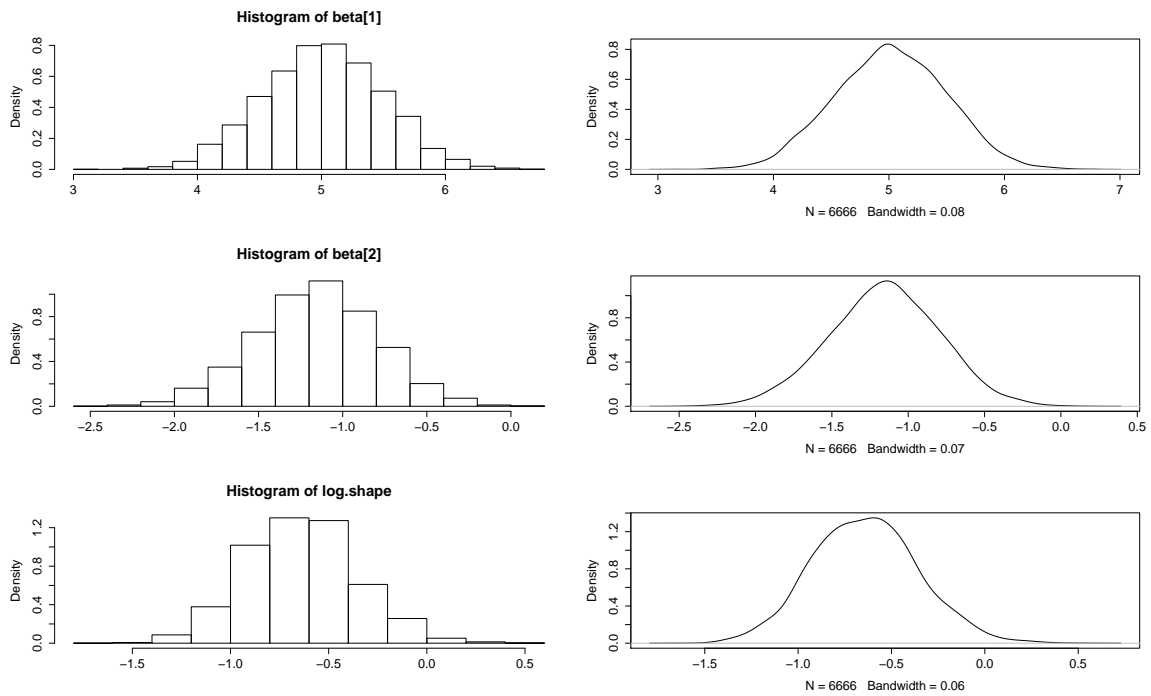 Histogram of beta[1]
Density
0.0 0.2 0.4 0.6 0.8
3 4 5 6
Density
0.0 0.2 0.4 0.6 0.8
3 4 5 6 7
N = 6666 Bandwidth = 0.08
Histogram of beta[2]
Density
0.0 0.4 0.8
−2.5 −2.0 −1.5 −1.0 −0.5 0.0
Density
0.0 0.4 0.8
−2.5 −2.0 −1.5 −1.0 −0.5 0.0 0.5
N = 6666 Bandwidth = 0.07
Histogram of log.shape
Density
0.0 0.4 0.8 1.2
−1.5 −1.0 −0.5 0.0 0.5
Density
0.0 0.4 0.8 1.2
−1.5 −1.0 −0.5 0.0 0.5
N = 6666 Bandwidth = 0.06